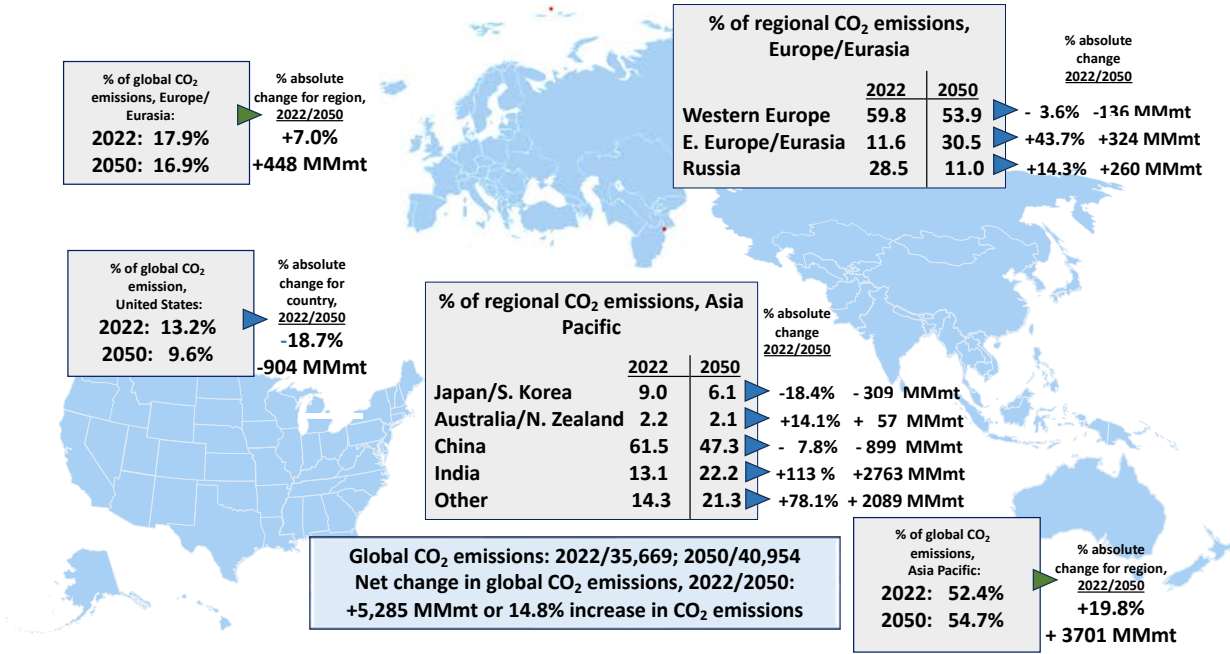 % of global CO₂
emissions, Europe/
Eurasia:
2022: 17.9%
2050: 16.9%
% absolute
change for region,
2022/2050
+7.0%
+448 MMmt
% of regional CO₂ emissions,
Europe/Eurasia
2022 2050
Western Europe 59.8 53.9
E. Europe/Eurasia 11.6 30.5
Russia 28.5 11.0
% absolute
change
2022/2050
- 3.6% -136 MMmt
+43.7% +324 MMmt
+14.3% +260 MMmt
% of global CO₂
emission,
United States:
2022: 13.2%
2050: 9.6%
% absolute
change for
country,
2022/2050
-18.7%
-904 MMmt
% of regional CO₂ emissions, Asia
Pacific
2022 2050
Japan/S. Korea 9.0 6.1
Australia/N. Zealand 2.2 2.1
China 61.5 47.3
India 13.1 22.2
Other 14.3 21.3
% absolute
change
2022/2050
-18.4% - 309 MMmt
+14.1% + 57 MMmt
- 7.8% - 899 MMmt
+113 % +2763 MMmt
+78.1% + 2089 MMmt
Global CO₂ emissions: 2022/35,669; 2050/40,954
Net change in global CO₂ emissions, 2022/2050:
+5,285 MMmt or 14.8% increase in CO₂ emissions
% of global CO₂
emissions,
Asia Pacific:
2022: 52.4%
2050: 54.7%
% absolute
change for region,
2022/2050
+19.8%
+ 3701 MMmt